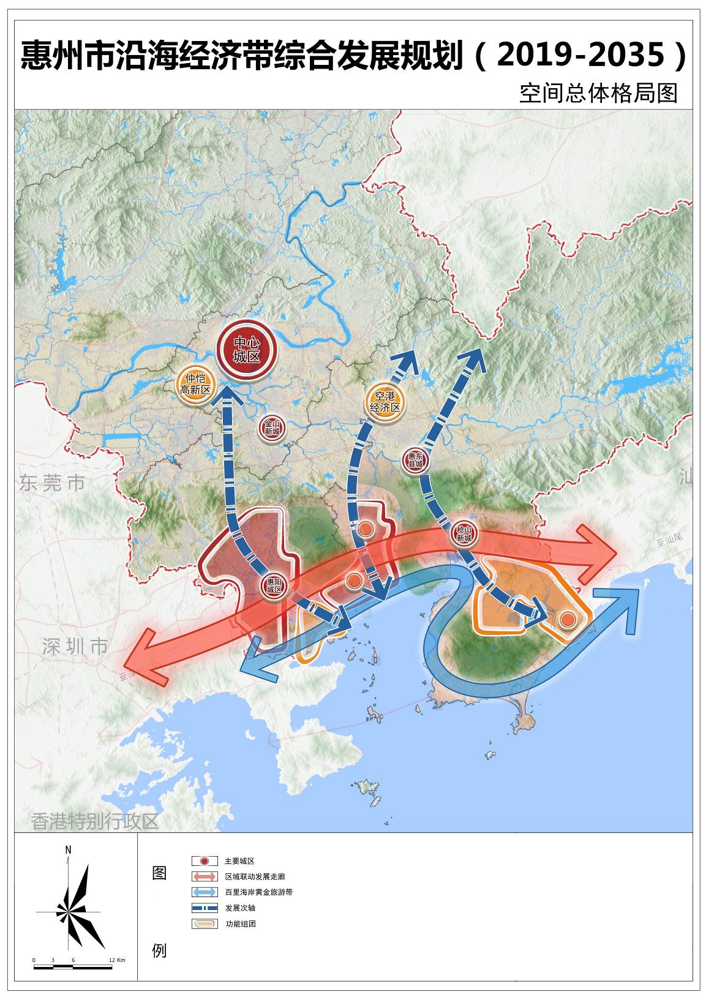 惠州市沿海经济带综合发展规划（2019-2035）
空间总体格局图
中心
城区
仲恺
高新区
空港
经济区
金山
新城
惠东
县城
东莞市
汕
稔山
新城
至汕尾
惠阳
城区
深圳市
至深圳
香港特别行政区
N
0 3 6 12 Km
图
例
主要城区
区域联动发展走廊
百里海岸黄金旅游带
发展次轴
功能组团